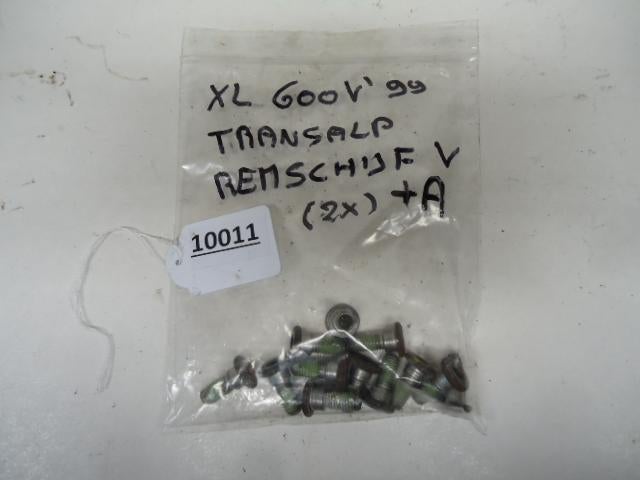 XL 600V'99
TRANSALP
REMSCHIJF V
(2x) +A
10011